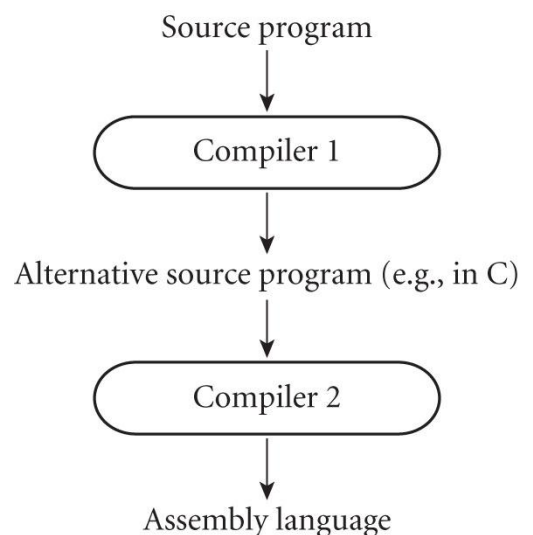 Source program
Compiler 1
Alternative source program (e.g., in C)
Compiler 2
Assembly language